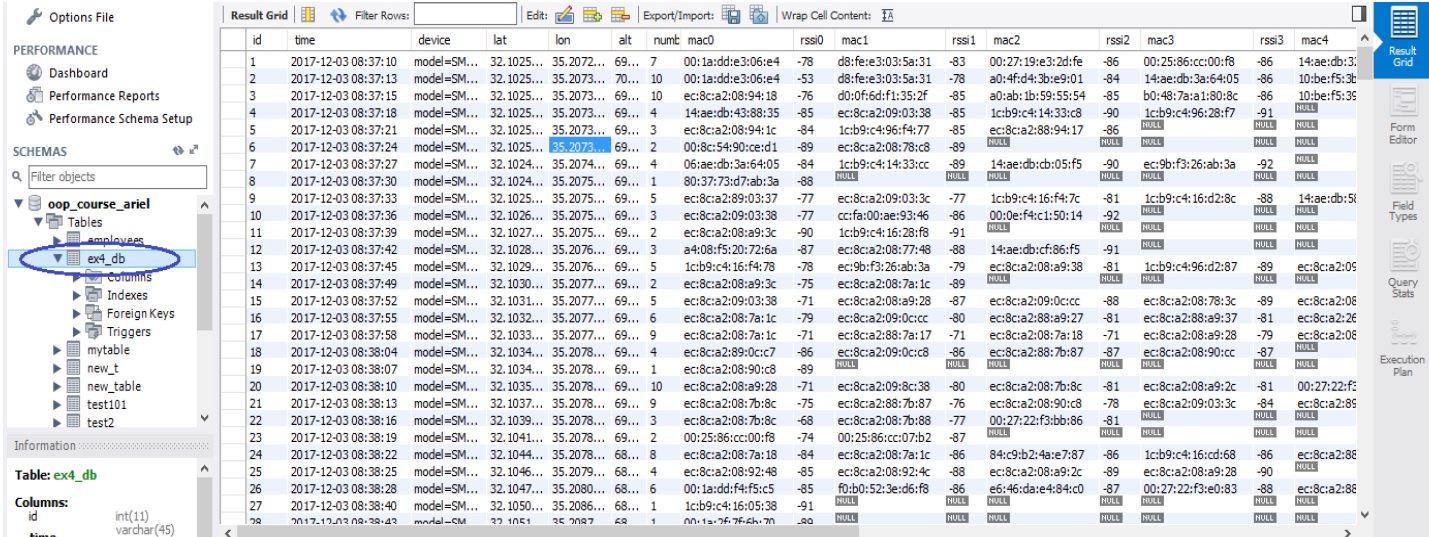 Options File
PERFORMANCE
Dashboard
Performance Reports
Performance Schema Setup
SCHEMAS
Filter objects
oop_course_ariel
Tables
employees
ex4_db
Columns
Indexes
Foreign Keys
Triggers
mytable
new_t
new_table
test101
test2
Information
Table: ex4_db
Columns:
id int(11)
time varchar(45)
Result Grid Filter Rows: Edit: Export/Import: Wrap Cell Content: IA
id time device lat lon alt numb mac0 rssi0 mac1 rssi1 mac2 rssi2 mac3 rssi3 mac4
1 2017-12-03 08:37:10 model=SM... 32.1025... 35.2072... 69... 7 00:1a:dd:e3:06:e4 -78 d8:fe:e3:03:5a:31 -83 00:27:19:e3:2d:fe -86 00:25:86:cc:00:f8 -86 14:ae:db:3
2 2017-12-03 08:37:13 model=SM... 32.1025... 35.2073... 70... 10 00:1a:dd:e3:06:e4 -53 d8:fe:e3:03:5a:31 -78 a0:4f:d4:3b:e9:01 -84 14:ae:db:3a:64:05 -86 10:be:f5:3b
3 2017-12-03 08:37:15 model=SM... 32.1025... 35.2073... 69... 10 ec:8c:a2:08:94:18 -76 d0:0f:6d:f1:35:2f -85 a0:ab:1b:59:55:54 -85 b0:48:7a:a1:80:8c -86 10:be:f5:39
4 2017-12-03 08:37:18 model=SM... 32.1025... 35.2073... 69... 4 14:ae:db:43:88:35 -85 ec:8c:a2:09:03:38 -85 1c:b9:c4:14:33:c8 -90 1c:b9:c4:96:28:f7 -91 NULL
5 2017-12-03 08:37:21 model=SM... 32.1025... 35.2073... 69... 3 ec:8c:a2:08:94:1c -84 1c:b9:c4:96:f4:77 -85 ec:8c:a2:88:94:17 -86 NULL NULL NULL
6 2017-12-03 08:37:24 model=SM... 32.1025... 35.2073... 69... 2 00:8c:54:90:ce:d1 -89 ec:8c:a2:08:78:c8 -89 NULL NULL NULL NULL NULL
7 2017-12-03 08:37:27 model=SM... 32.1024... 35.2074... 69... 4 06:ae:db:3a:64:05 -84 1c:b9:c4:14:33:cc -89 14:ae:db:cb:05:f5 -90 ec:9b:f3:26:ab:3a -92 NULL
8 2017-12-03 08:37:30 model=SM... 32.1024... 35.2075... 69... 1 80:37:73:d7:ab:3a -88 NULL NULL NULL NULL NULL NULL NULL
9 2017-12-03 08:37:33 model=SM... 32.1025... 35.2075... 69... 5 ec:8c:a2:89:03:37 -77 ec:8c:a2:09:03:3c -77 1c:b9:c4:16:f4:7c -81 1c:b9:c4:16:d2:8c -88 14:ae:db:58
10 2017-12-03 08:37:36 model=SM... 32.1026... 35.2075... 69... 3 ec:8c:a2:09:03:38 -77 cc:fa:00:ae:93:46 -86 00:0e:f4:c1:50:14 -92 NULL NULL NULL
11 2017-12-03 08:37:39 model=SM... 32.1027... 35.2075... 69... 2 ec:8c:a2:08:a9:3c -90 1c:b9:c4:16:28:f8 -91 NULL NULL NULL NULL NULL
12 2017-12-03 08:37:42 model=SM... 32.1028... 35.2076... 69... 3 a4:08:f5:0f:72:6a -87 ec:8c:a2:08:77:48 -88 14:ae:db:cf:86:f5 -91 NULL NULL NULL
13 2017-12-03 08:37:45 model=SM... 32.1029... 35.2076... 69... 5 1c:b9:c4:16:f4:78 -78 ec:9b:f3:26:ab:3a -79 ec:8c:a2:08:a9:38 -81 1c:b9:c4:96:d2:87 -89 ec:8c:a2:09
14 2017-12-03 08:37:49 model=SM... 32.1030... 35.2077... 69... 2 ec:8c:a2:08:a9:3c -75 ec:8c:a2:08:7a:1c -89 NULL NULL NULL NULL NULL
15 2017-12-03 08:37:52 model=SM... 32.1031... 35.2077... 69... 5 ec:8c:a2:09:03:38 -71 ec:8c:a2:08:a9:28 -87 ec:8c:a2:09:0c:cc -88 ec:8c:a2:08:78:3c -89 ec:8c:a2:08
16 2017-12-03 08:37:55 model=SM... 32.1032... 35.2077... 69... 6 ec:8c:a2:08:7a:1c -79 ec:8c:a2:09:0c:cc -80 ec:8c:a2:88:a9:27 -81 ec:8c:a2:88:a9:37 -81 ec:8c:a2:26
17 2017-12-03 08:37:58 model=SM... 32.1033... 35.2077... 69... 9 ec:8c:a2:08:7a:1c -71 ec:8c:a2:88:7a:17 -71 ec:8c:a2:08:7a:18 -71 ec:8c:a2:08:a9:28 -79 ec:8c:a2:08
18 2017-12-03 08:38:04 model=SM... 32.1034... 35.2078... 69... 4 ec:8c:a2:89:0c:c7 -86 ec:8c:a2:09:0c:c8 -86 ec:8c:a2:88:7b:87 -87 ec:8c:a2:08:90:cc -87 NULL
19 2017-12-03 08:38:07 model=SM... 32.1034... 35.2078... 69... 1 ec:8c:a2:08:90:c8 -89 NULL NULL NULL NULL NULL NULL NULL
20 2017-12-03 08:38:10 model=SM... 32.1035... 35.2078... 69... 10 ec:8c:a2:08:a9:28 -71 ec:8c:a2:09:8c:38 -80 ec:8c:a2:08:7b:8c -81 ec:8c:a2:08:a9:2c -81 00:27:22:f3
21 2017-12-03 08:38:13 model=SM... 32.1037... 35.2078... 69... 9 ec:8c:a2:08:7b:8c -75 ec:8c:a2:88:7b:87 -76 ec:8c:a2:08:90:c8 -78 ec:8c:a2:09:03:3c -84 ec:8c:a2:89
22 2017-12-03 08:38:16 model=SM... 32.1039... 35.2078... 69... 3 ec:8c:a2:08:7b:8c -68 ec:8c:a2:08:7b:88 -77 00:27:22:f3:bb:86 -81 NULL NULL NULL
23 2017-12-03 08:38:19 model=SM... 32.1041... 35.2078... 69... 2 00:25:86:cc:00:f8 -74 00:25:86:cc:07:b2 -87 NULL NULL NULL NULL NULL
24 2017-12-03 08:38:22 model=SM... 32.1044... 35.2078... 68... 8 ec:8c:a2:08:7a:18 -84 ec:8c:a2:08:7a:1c -86 84:c9:b2:4a:e7:87 -86 1c:b9:c4:16:cd:68 -86 ec:8c:a2:88
25 2017-12-03 08:38:25 model=SM... 32.1046... 35.2079... 68... 4 ec:8c:a2:08:92:48 -85 ec:8c:a2:08:92:4c -88 ec:8c:a2:08:a9:2c -89 ec:8c:a2:08:a9:28 -90 NULL
26 2017-12-03 08:38:28 model=SM... 32.1047... 35.2080... 68... 6 00:1a:dd:f4:f5:c5 -85 f0:b0:52:3e:d6:f8 -86 e6:46:da:e4:84:c0 -87 00:27:22:f3:e0:83 -88 ec:8c:a2:88
27 2017-12-03 08:38:40 model=SM... 32.1050... 35.2086... 68... 1 1c:b9:c4:16:05:38 -91 NULL NULL NULL NULL NULL NULL NULL
28 2017-12-03 08:38:43 model=SM... 32.1051 35.2087 68 1 00:1a:2f:7f:6b:70 -89 NULL NULL NULL NULL NULL NULL NULL
Result Grid
Form Editor
Field Types
Query Stats
Execution Plan